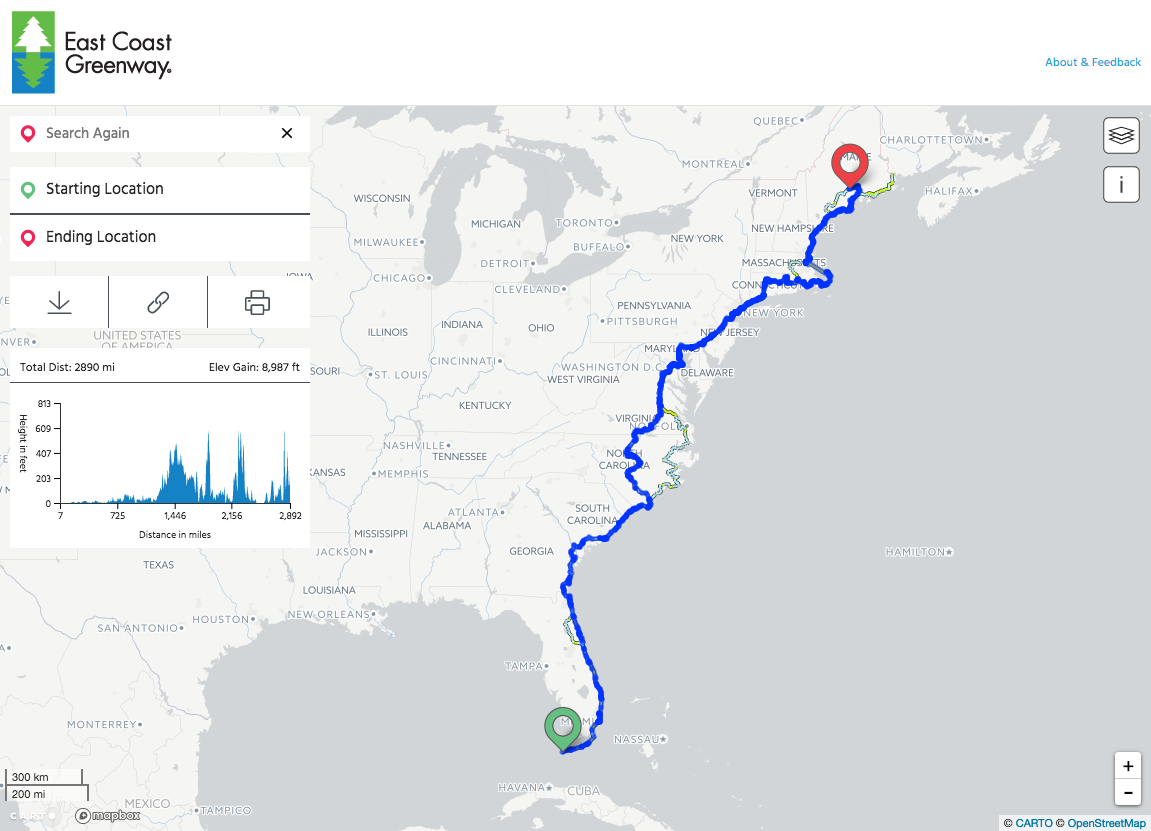 East Coast
Greenway®
About & Feedback
Search Again
Starting Location
Ending Location
Total Dist: 2890 mi
Elev Gain: 8,987 ft
Height in feet
813
609
407
203
0
7
725
1,446
2,156
2,892
Distance in miles
QUEBEC
MAINE
CHARLOTTETOWN
MONTREAL
HALIFAX
VERMONT
WISCONSIN
MICHIGAN
TORONTO
NEW HAMPSHIRE
MILWAUKEE
BUFFALO
NEW YORK
DETROIT
MASSACHUSETTS
IOWA
CHICAGO
CLEVELAND
CONNECTICUT
PENNSYLVANIA
NEW YORK
PITTSBURGH
ILLINOIS
INDIANA
OHIO
NEW JERSEY
UNITED STATES
OF AMERICA
NVER
MARYLAND
CINCINNATI
WASHINGTON D.C.
SOURI
ST. LOUIS
WEST VIRGINIA
DELAWARE
KENTUCKY
VIRGINIA
NORFOLK
NASHVILLE
TENNESSEE
NORTH
CAROLINA
KANSAS
MEMPHIS
ATLANTA
SOUTH
CAROLINA
ALABAMA
MISSISSIPPI
JACKSON
GEORGIA
HAMILTON
TEXAS
LOUISIANA
HOUSTON
NEW ORLEANS
SAN ANTONIO
TAMPA
MONTERREY
MIAMI
NASSAU
300 km
200 mi
HAVANA
CUBA
MEXICO
TAMPICO
CARTO
mapbox
i
+
-
© CARTO © OpenStreetMap